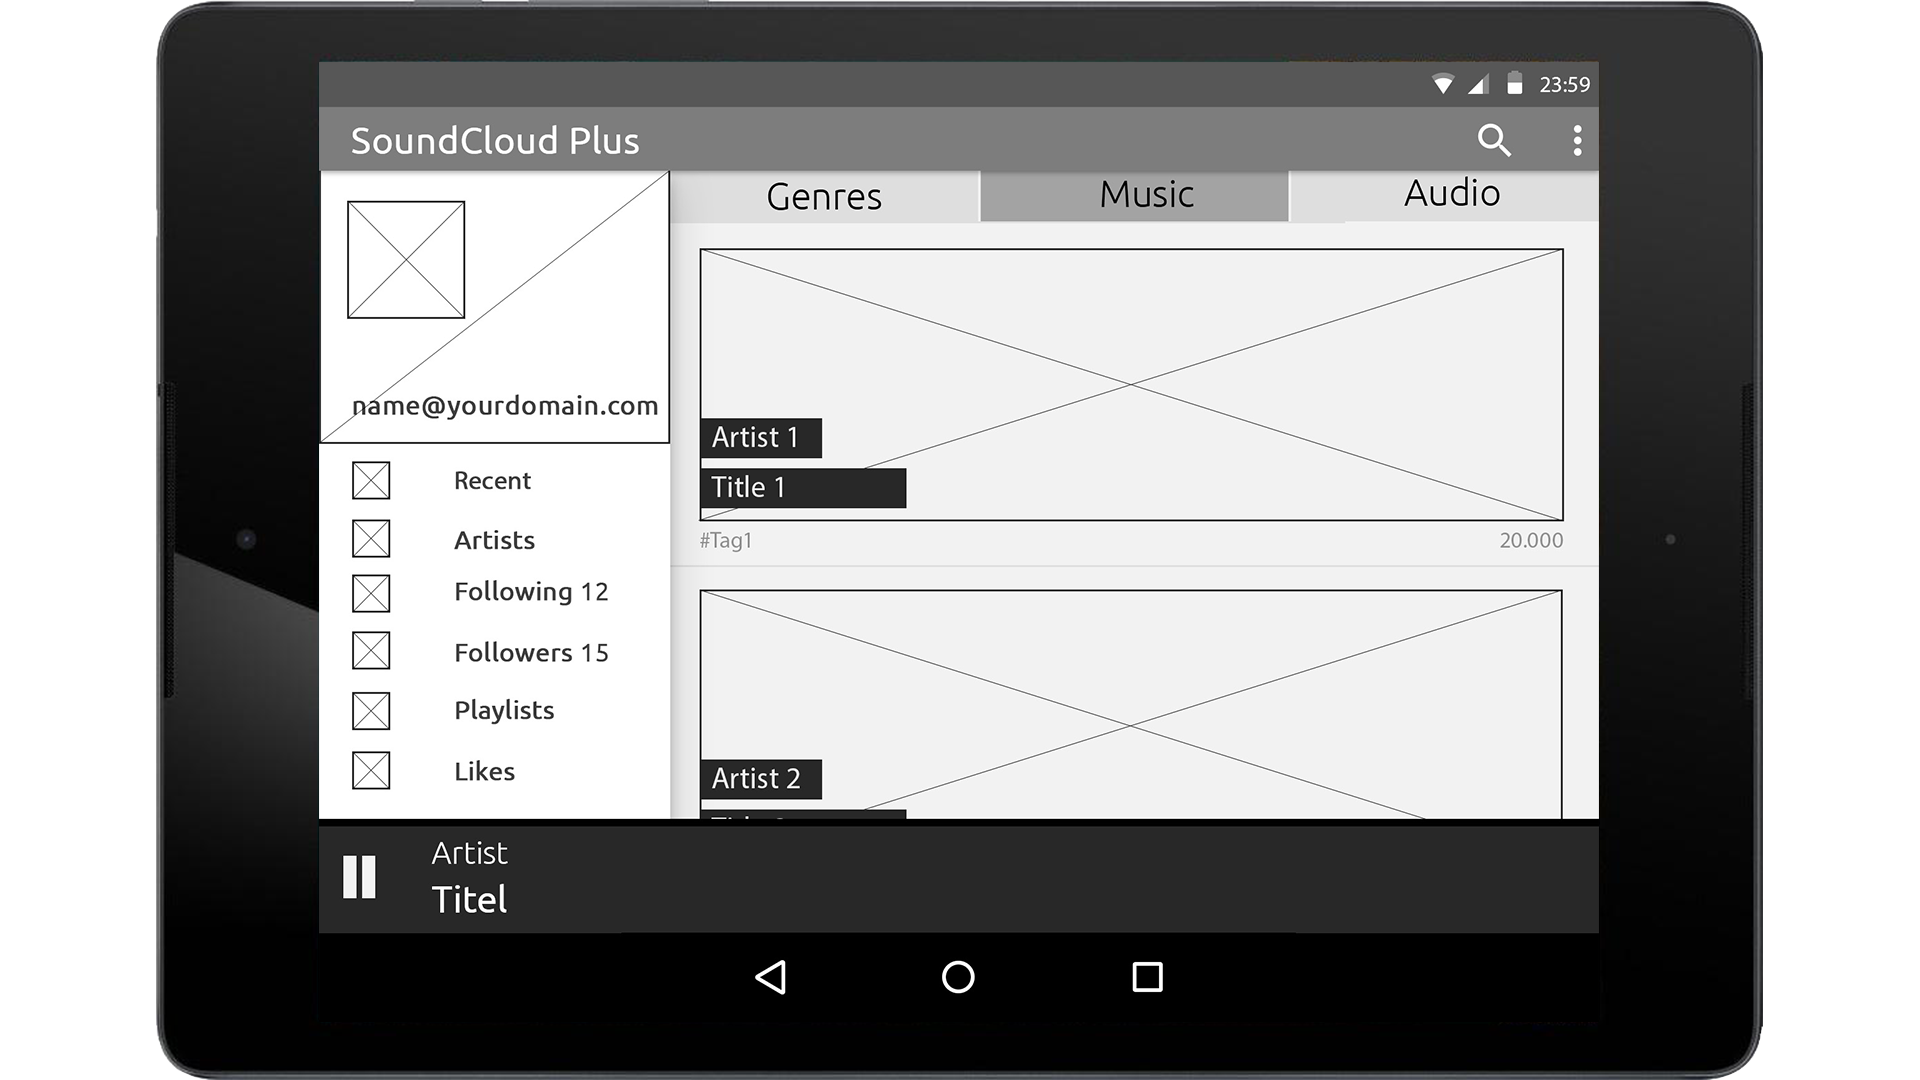 23:59
SoundCloud Plus
Genres
Music
Audio
name@yourdomain.com
Recent
Artists
Following 12
Followers 15
Playlists
Likes
Artist 1
Title 1
#Tag1
20.000
Artist 2
Artist
Titel